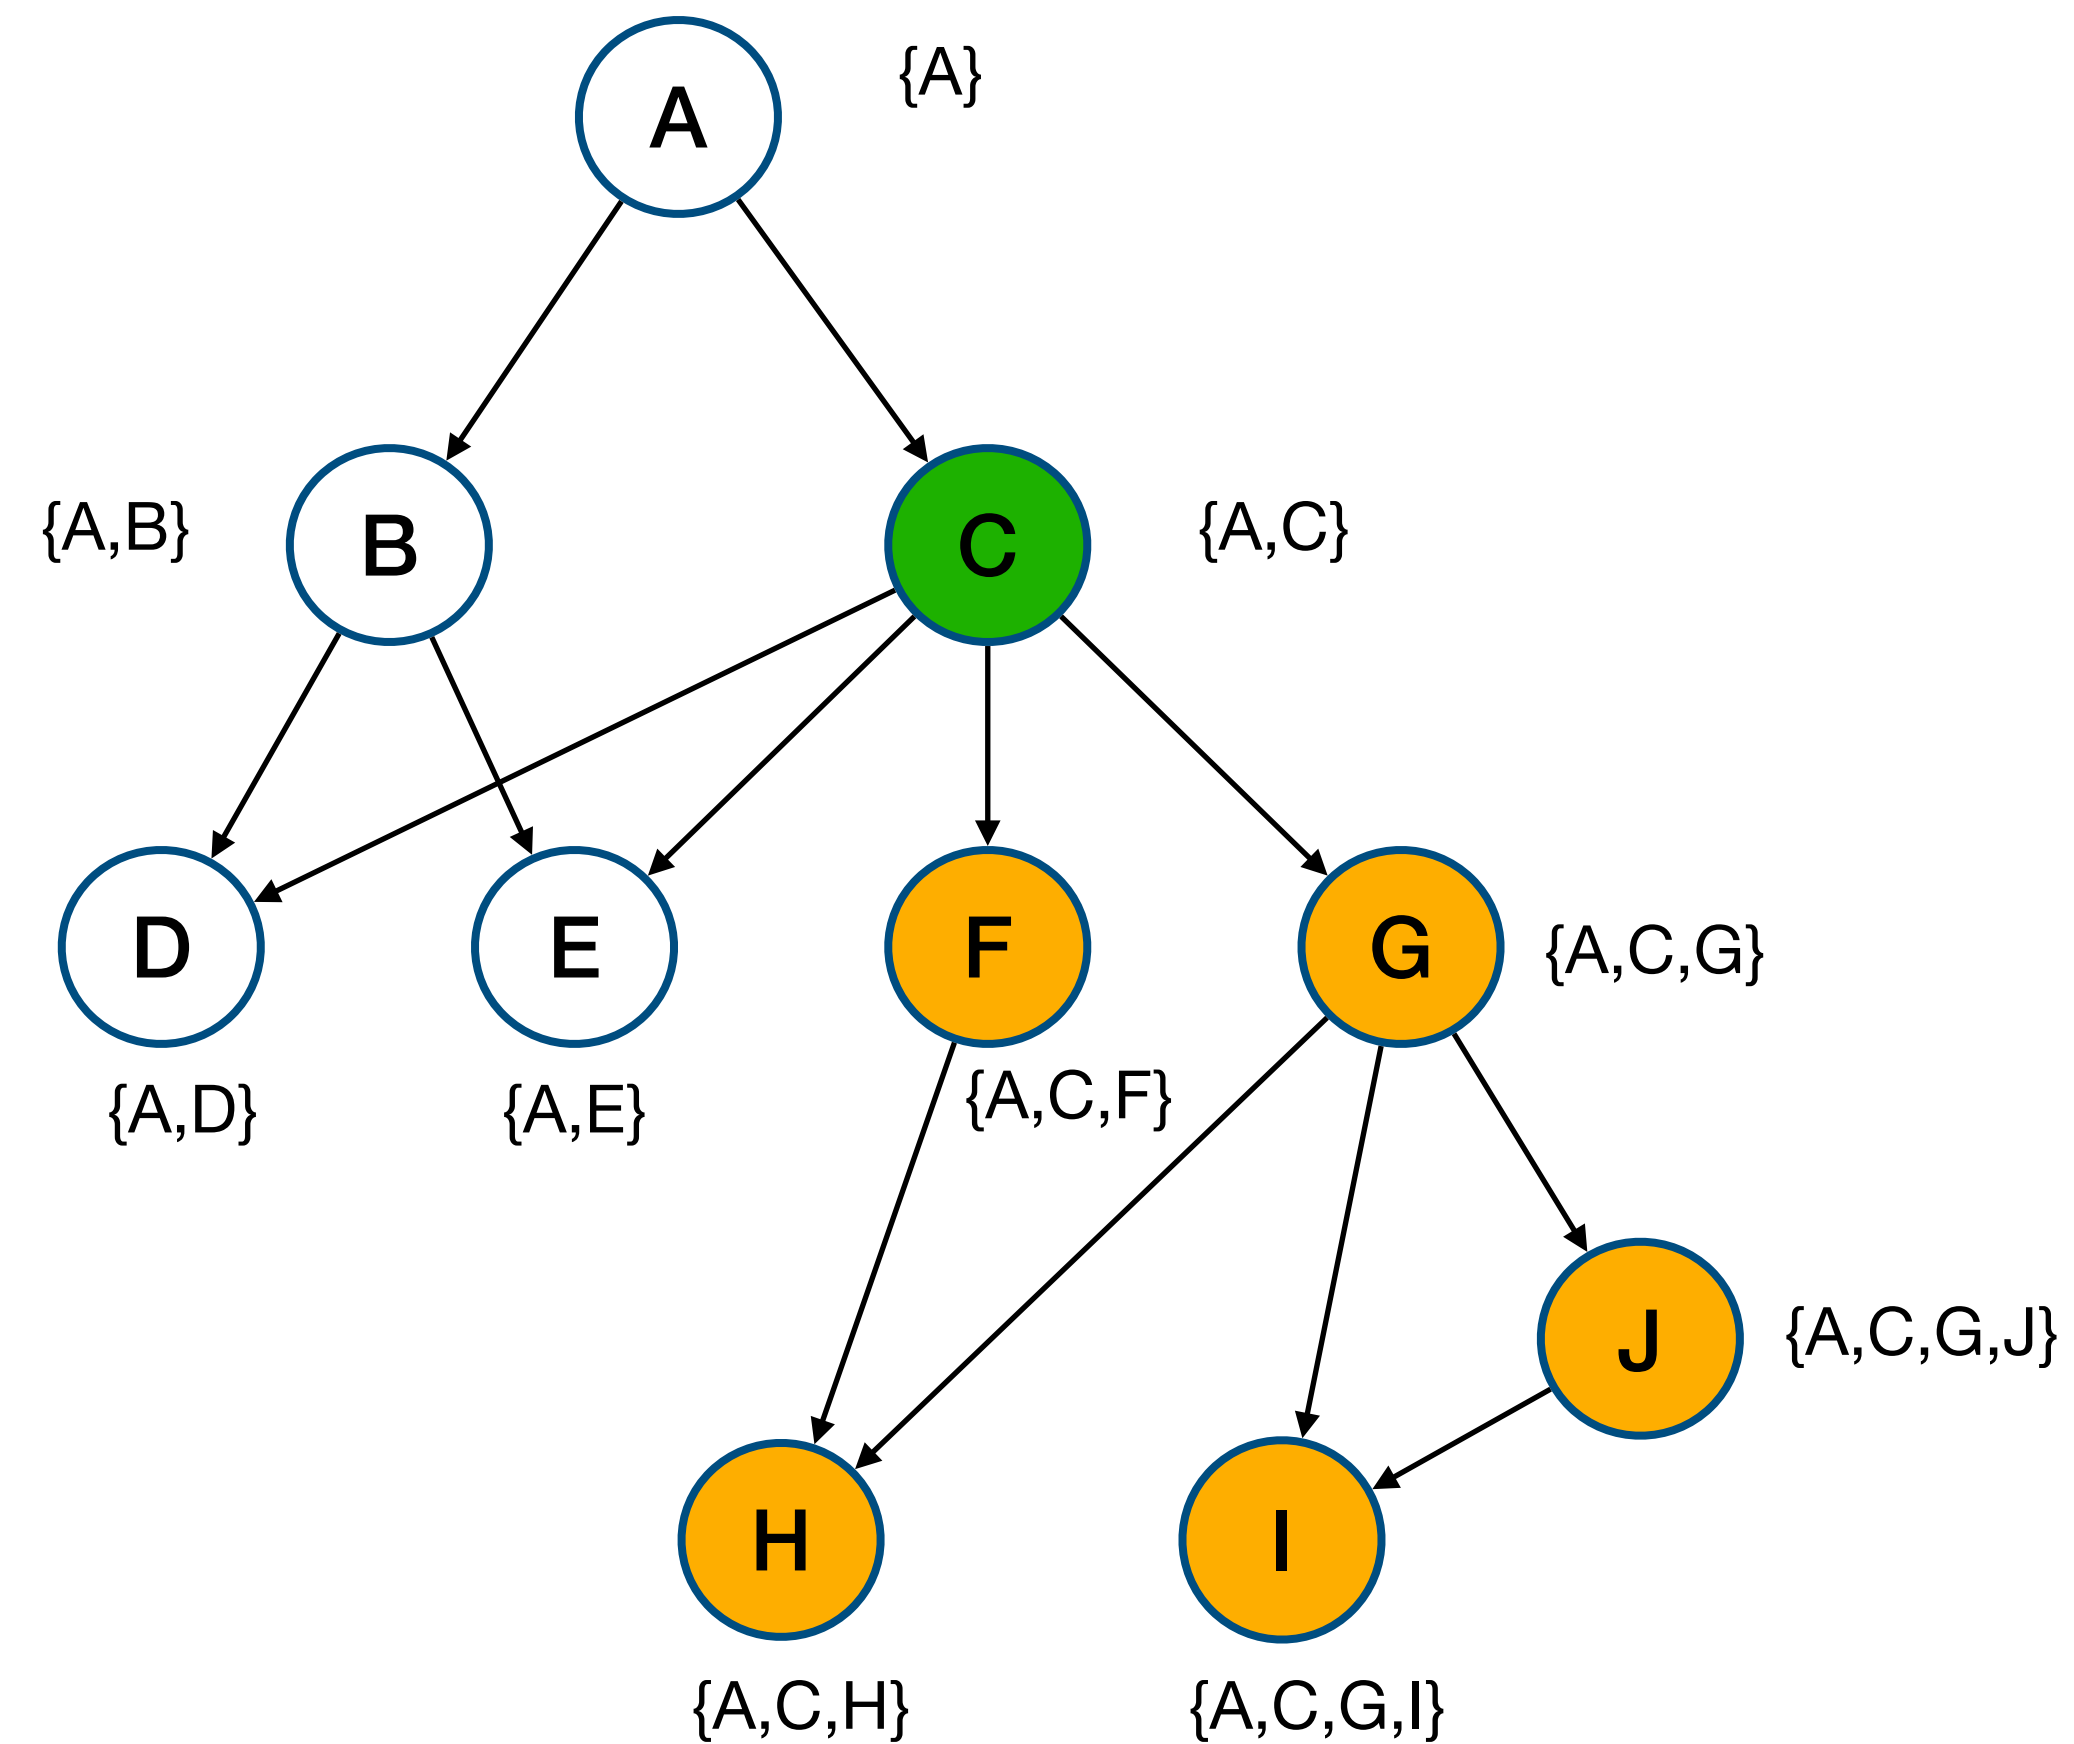 A
{A}
{A,B}
B
C
{A,C}
D
E
F
G
{A,C,G}
{A,D}
{A,E}
{A,C,F}
J
{A,C,G,J}
H
I
{A,C,H}
{A,C,G,I}